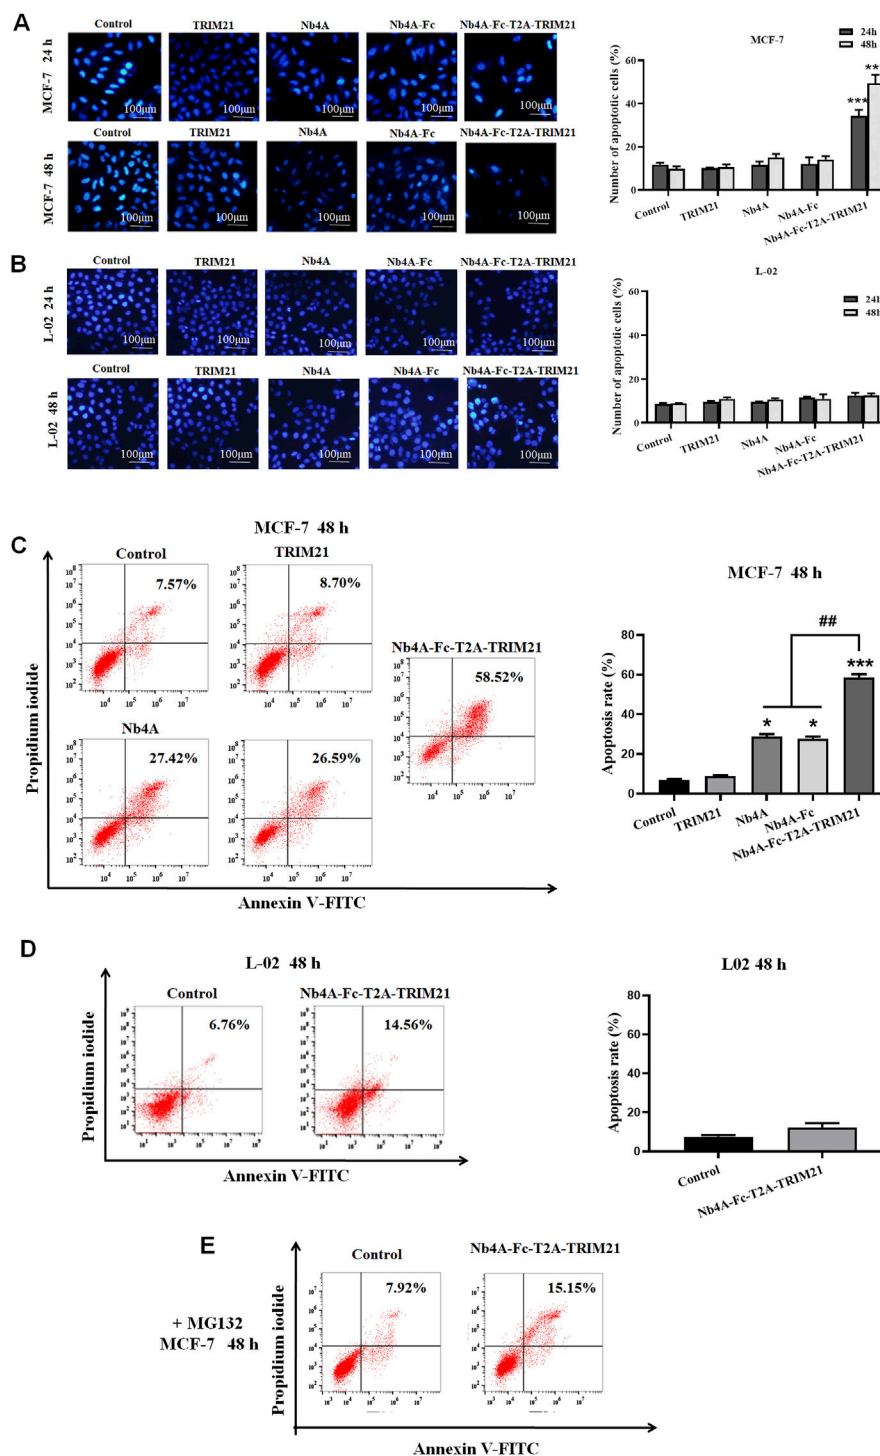 A
Control TRIM21 Nb4A Nb4A-Fc Nb4A-Fc-T2A-TRIM21
MCF-7 24 h
100μm 100μm 100μm 100μm 100μm
Control TRIM21 Nb4A Nb4A-Fc Nb4A-Fc-T2A-TRIM21
MCF-7 48 h
100μm 100μm 100μm 100μm 100μm
MCF-7
24h
48h
Number of apoptotic cells (%)
60
40
20
0
***
**
Control TRIM21 Nb4A Nb4A-Fc Nb4A-Fc-T2A-TRIM21
B
Control TRIM21 Nb4A Nb4A-Fc Nb4A-Fc-T2A-TRIM21
L-02 24 h
100μm 100μm 100μm 100μm 100μm
Control TRIM21 Nb4A Nb4A-Fc Nb4A-Fc-T2A-TRIM21
L-02 48 h
100μm 100μm 100μm 100μm 100μm
L-02
24h
48h
Number of apoptotic cells (%)
60
40
20
0
Control TRIM21 Nb4A Nb4A-Fc Nb4A-Fc-T2A-TRIM21
C
MCF-7 48 h
Control TRIM21
7.57% 8.70%
Nb4A-Fc-T2A-TRIM21
58.52%
Nb4A
27.42% 26.59%
Propidium iodide
Annexin V-FITC
MCF-7 48 h
Apoptosis rate (%)
80
60
40
20
0
##
* * ***
Control TRIM21 Nb4A Nb4A-Fc Nb4A-Fc-T2A-TRIM21
D
L-02 48 h
Control Nb4A-Fc-T2A-TRIM21
6.76% 14.56%
Propidium iodide
Annexin V-FITC
L02 48 h
Apoptosis rate (%)
80
60
40
20
0
Control Nb4A-Fc-T2A-TRIM21
E
Control Nb4A-Fc-T2A-TRIM21
7.92% 15.15%
+ MG132
MCF-7 48 h
Propidium iodide
Annexin V-FITC